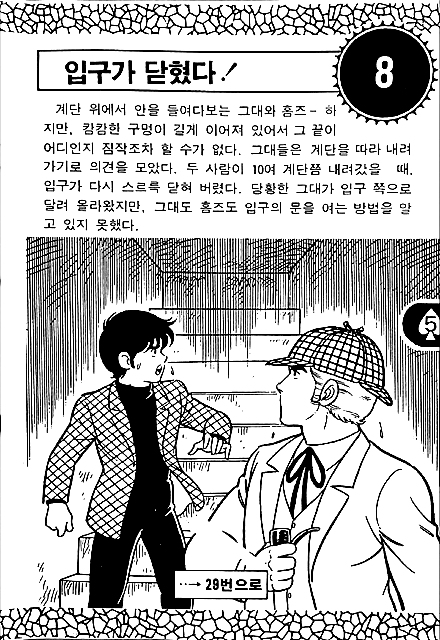 입구가 닫혔다!
8
계단 위에서 안을 들여다보는 그대와 홈즈- 하
지만, 캄캄한 구멍이 길게 이어져 있어서 그 끝이
어디인지 짐작조차 할 수가 없다. 그대들은 계단을 따라 내려
가기로 의견을 모았다. 두 사람이 10여 계단쯤 내려갔을 때,
입구가 다시 스르륵 닫혀 버렸다. 당황한 그대가 입구 쪽으로
달려 올라왔지만, 그대도 홈즈도 입구의 문을 여는 방법을 알
고 있지 못했다.
5
…→ 29번으로